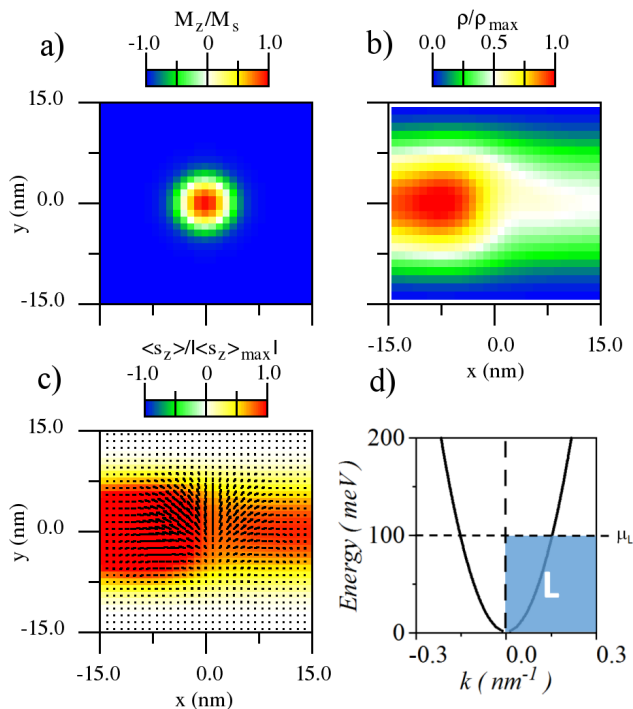 a)
M_z/M_s
-1.0 0 1.0
15.0
0.0
-15.0
y (nm)
b)
ρ/ρ_max
0.0 0.5 1.0
-15.0 0.0 15.0
x (nm)
c)
<s_z>/|<s_z>_max|
-1.0 0 1.0
15.0
0.0
-15.0
y (nm)
-15.0 0.0 15.0
x (nm)
d)
200
100
0
Energy ( meV )
μ_L
L
-0.3 0.0 0.3
k ( nm^-1 )